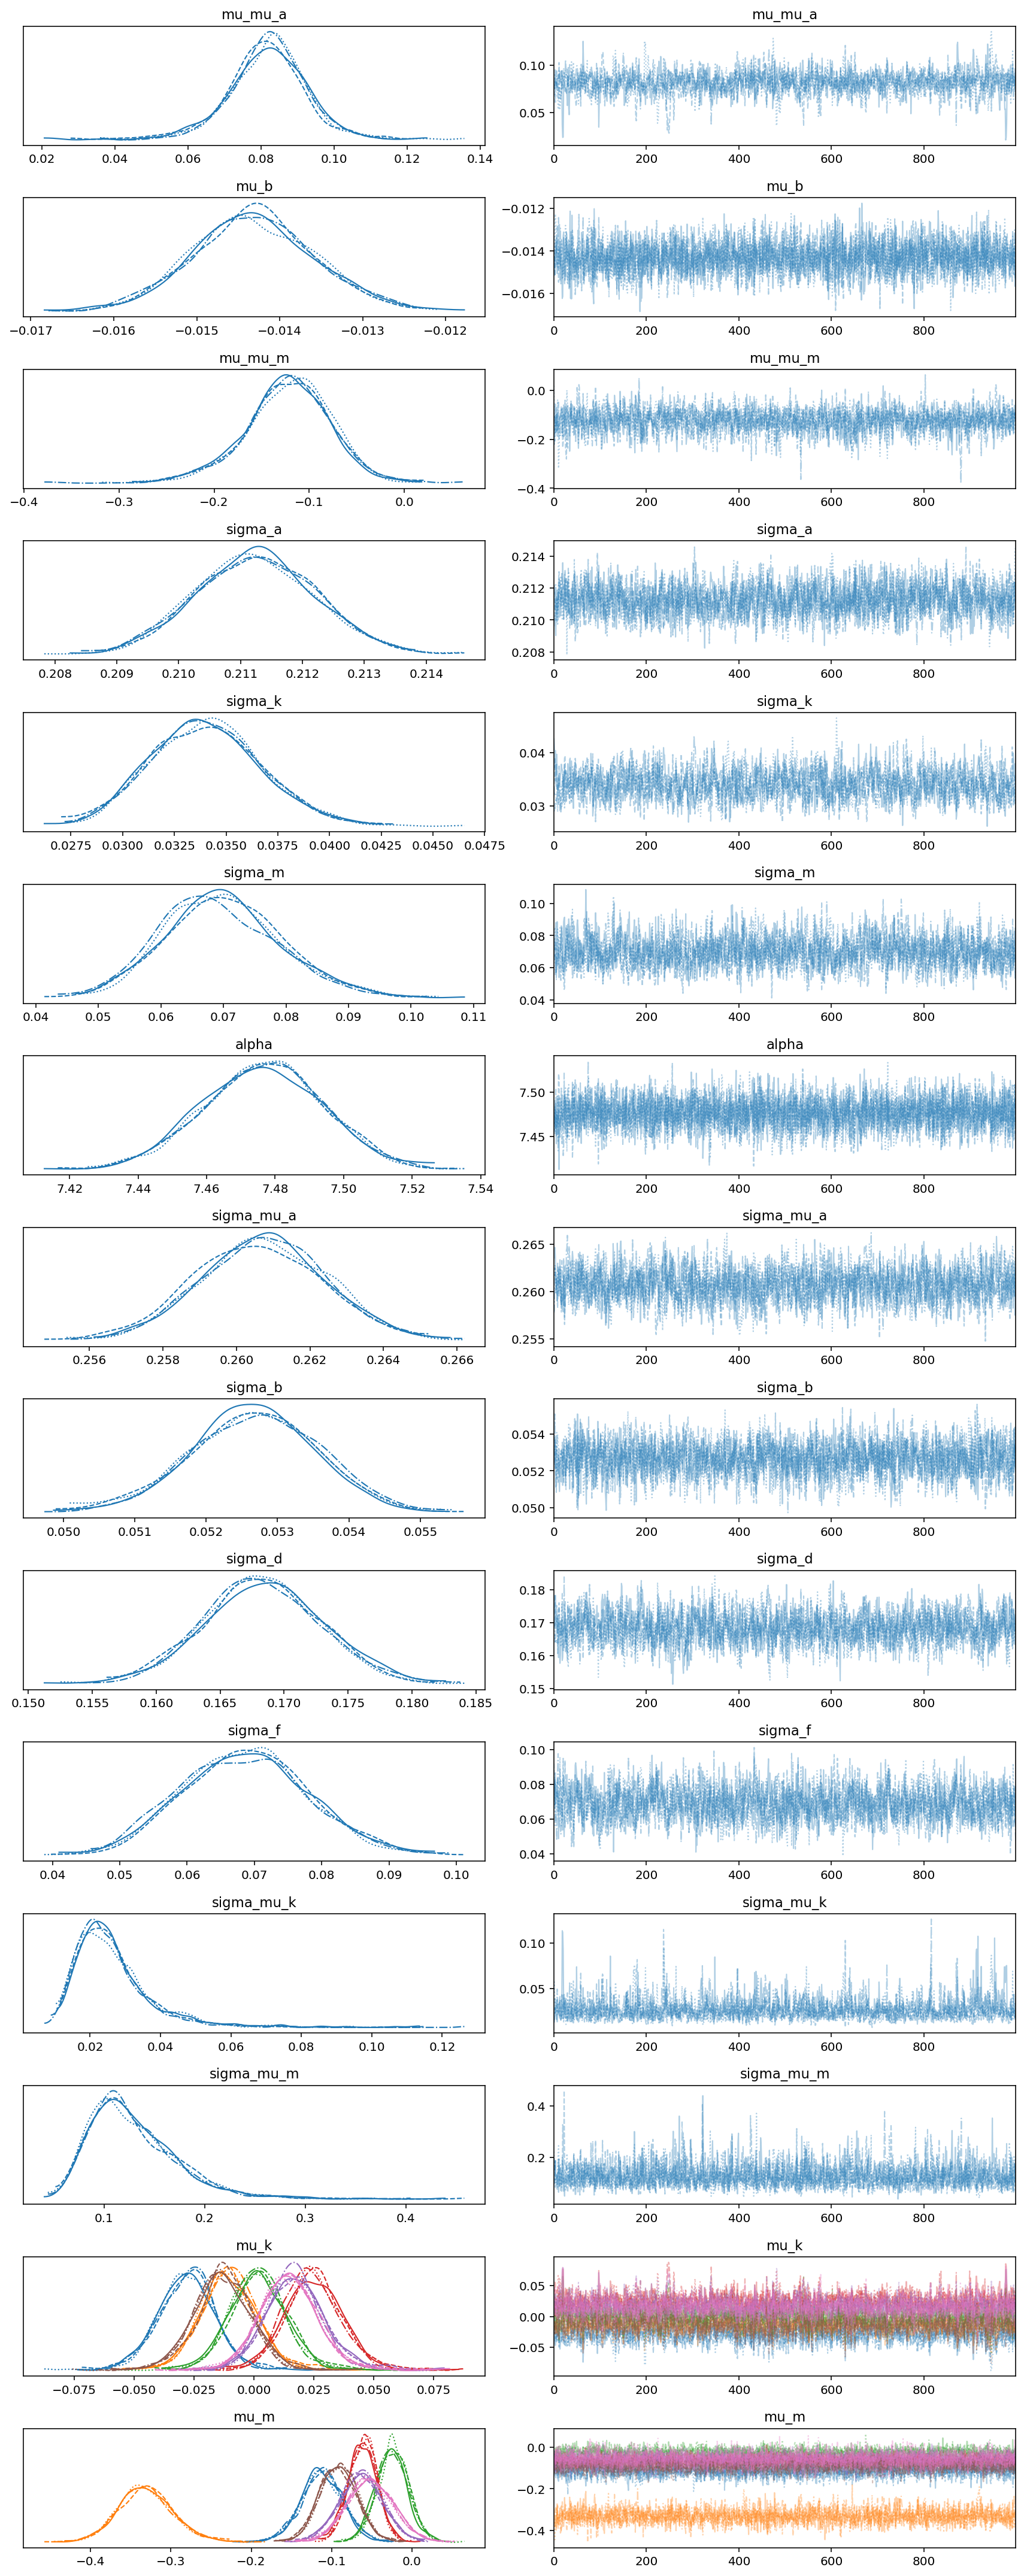 mu_mu_a mu_mu_a
0.10
0.05
0.02 0.04 0.06 0.08 0.10 0.12 0.14 0 200 400 600 800
mu_b mu_b
−0.012
−0.014
−0.016
−0.017 −0.016 −0.015 −0.014 −0.013 −0.012 0 200 400 600 800
mu_mu_m mu_mu_m
0.0
−0.2
−0.4
−0.4 −0.3 −0.2 −0.1 0.0 0 200 400 600 800
sigma_a sigma_a
0.214
0.212
0.210
0.208
0.208 0.209 0.210 0.211 0.212 0.213 0.214 0 200 400 600 800
sigma_k sigma_k
0.04
0.03
0.0275 0.0300 0.0325 0.0350 0.0375 0.0400 0.0425 0.0450 0.0475 0 200 400 600 800
sigma_m sigma_m
0.10
0.08
0.06
0.04
0.04 0.05 0.06 0.07 0.08 0.09 0.10 0.11 0 200 400 600 800
alpha alpha
7.50
7.45
7.42 7.44 7.46 7.48 7.50 7.52 7.54 0 200 400 600 800
sigma_mu_a sigma_mu_a
0.265
0.260
0.255
0.256 0.258 0.260 0.262 0.264 0.266 0 200 400 600 800
sigma_b sigma_b
0.054
0.052
0.050
0.050 0.051 0.052 0.053 0.054 0.055 0 200 400 600 800
sigma_d sigma_d
0.18
0.17
0.16
0.15
0.150 0.155 0.160 0.165 0.170 0.175 0.180 0.185 0 200 400 600 800
sigma_f sigma_f
0.10
0.08
0.06
0.04
0.04 0.05 0.06 0.07 0.08 0.09 0.10 0 200 400 600 800
sigma_mu_k sigma_mu_k
0.10
0.05
0.02 0.04 0.06 0.08 0.10 0.12 0 200 400 600 800
sigma_mu_m sigma_mu_m
0.4
0.2
0.1 0.2 0.3 0.4 0 200 400 600 800
mu_k mu_k
0.05
0.00
−0.05
−0.075 −0.050 −0.025 0.000 0.025 0.050 0.075 0 200 400 600 800
mu_m mu_m
0.0
−0.2
−0.4
−0.4 −0.3 −0.2 −0.1 0.0 0 200 400 600 800